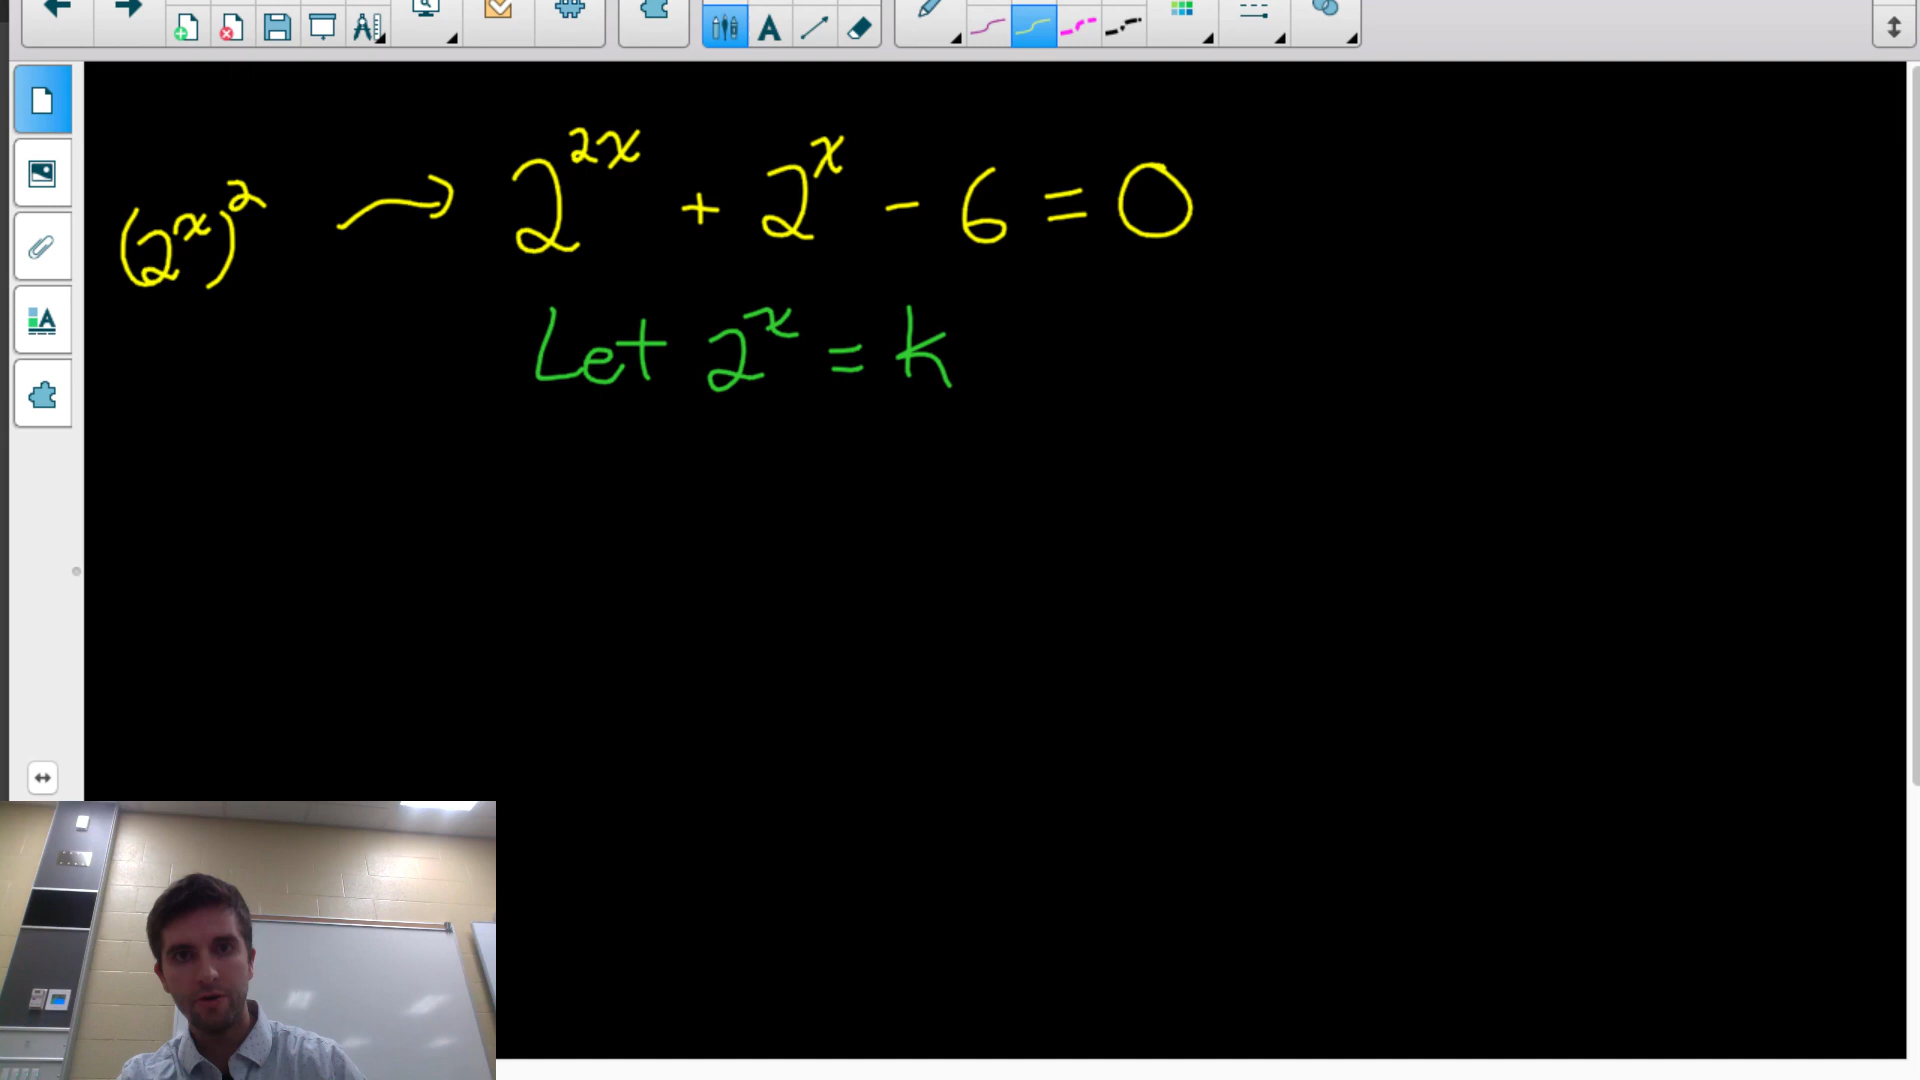 (2^x)^2 → 2^{2x} + 2^x - 6 = 0
Let 2^x = k